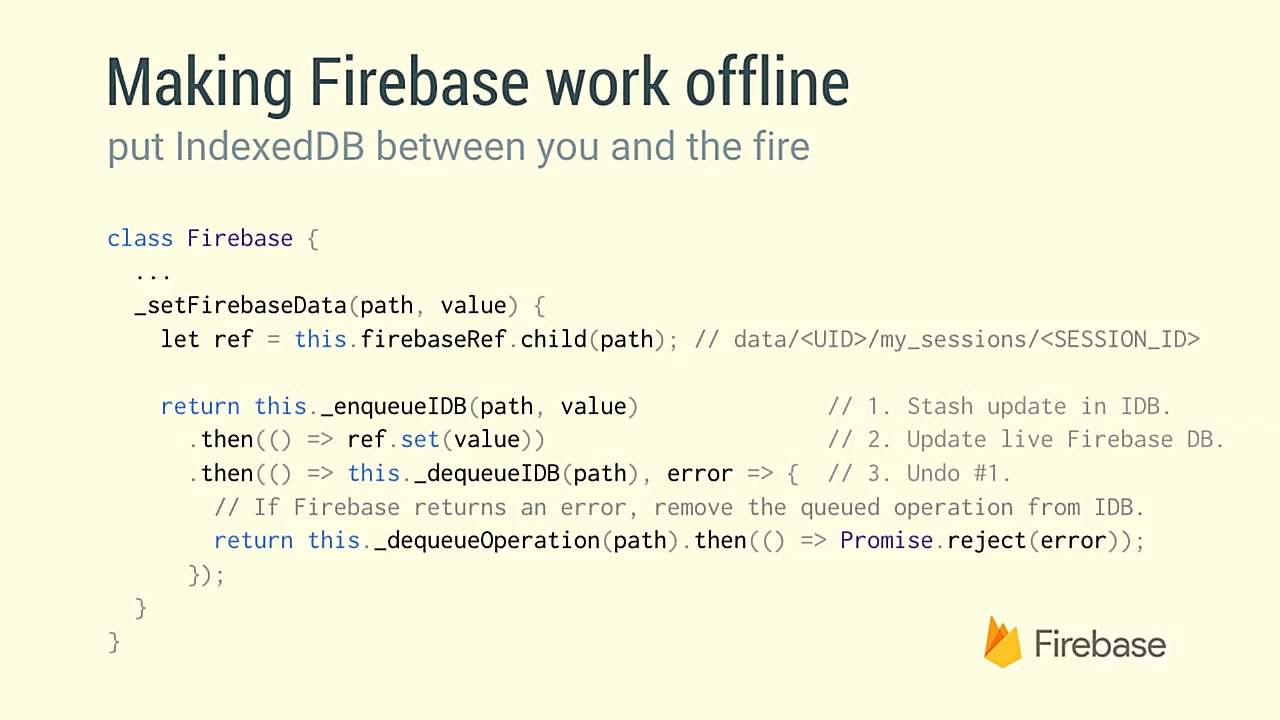 Making Firebase work offline
put IndexedDB between you and the fire
class Firebase {
...
_setFirebaseData(path, value) {
let ref = this.firebaseRef.child(path); // data/<UID>/my_sessions/<SESSION_ID>
return this._enqueueIDB(path, value) // 1. Stash update in IDB.
.then(() => ref.set(value)) // 2. Update live Firebase DB.
.then(() => this._dequeueIDB(path), error => { // 3. Undo #1.
// If Firebase returns an error, remove the queued operation from IDB.
return this._dequeueOperation(path).then(() => Promise.reject(error));
});
}
}
Firebase